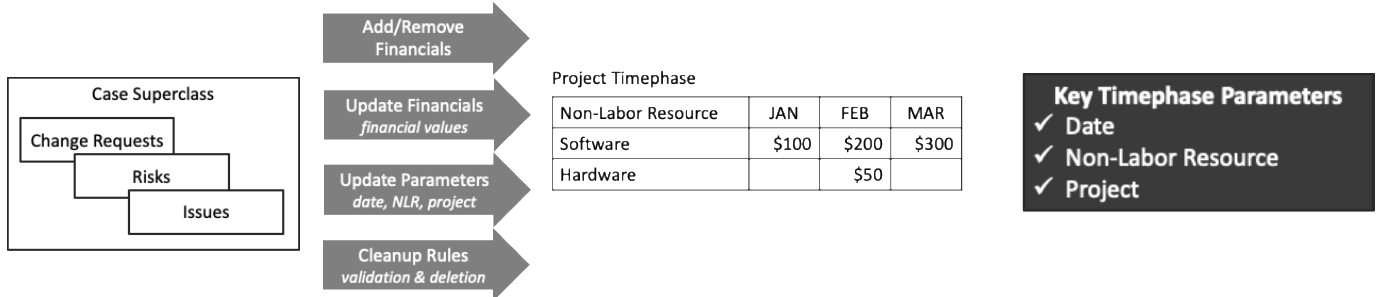 Case Superclass
Change Requests
Risks
Issues
Add/Remove
Financials
Update Financials
financial values
Update Parameters
date, NLR, project
Cleanup Rules
validation & deletion
Project Timephase
Non-Labor Resource JAN FEB MAR
Software $100 $200 $300
Hardware $50
Key Timephase Parameters
✓ Date
✓ Non-Labor Resource
✓ Project